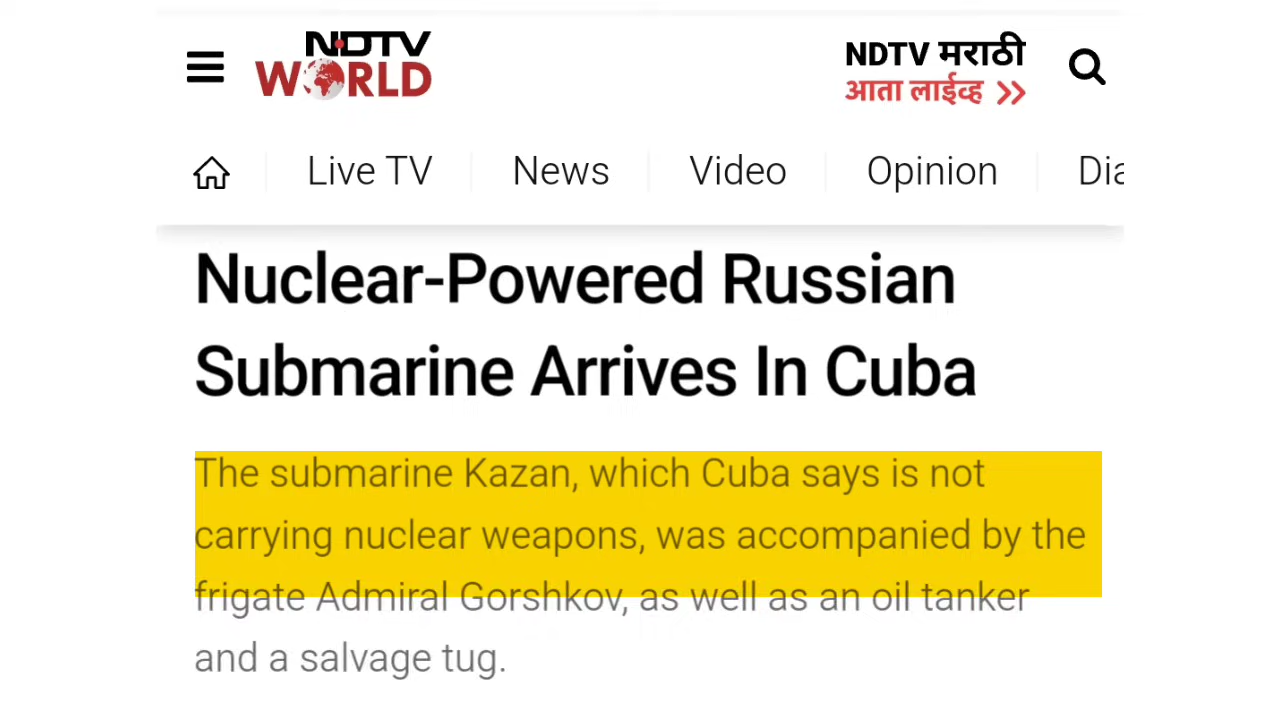 NDTV
WORLD
NDTV मराठी
आता लाईव्ह
Live TV
News
Video
Opinion
Dia
Nuclear-Powered Russian
Submarine Arrives In Cuba
The submarine Kazan, which Cuba says is not
carrying nuclear weapons, was accompanied by the
frigate Admiral Gorshkov, as well as an oil tanker
and a salvage tug.